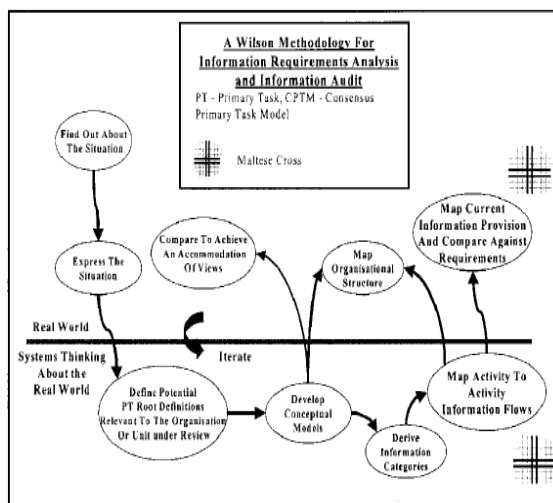 A Wilson Methodology For
Information Requirements Analysis
and Information Audit
PT - Primary Task, CPTM - Consensus
Primary Task Model
Maltese Cross
Find Out About
The Situation
Express The
Situation
Compare To Achieve
An Accommodation
Of Views
Map
Organisational
Structure
Map Current
Information Provision
And Compare Against
Requirements
Real World
Systems Thinking
About the
Real World
Iterate
Define Potential
PT Root Definitions
Relevant To The Organisation
Or Unit under Review
Develop
Conceptual
Models
Derive
Information
Categories
Map Activity To
Activity
Information Flows